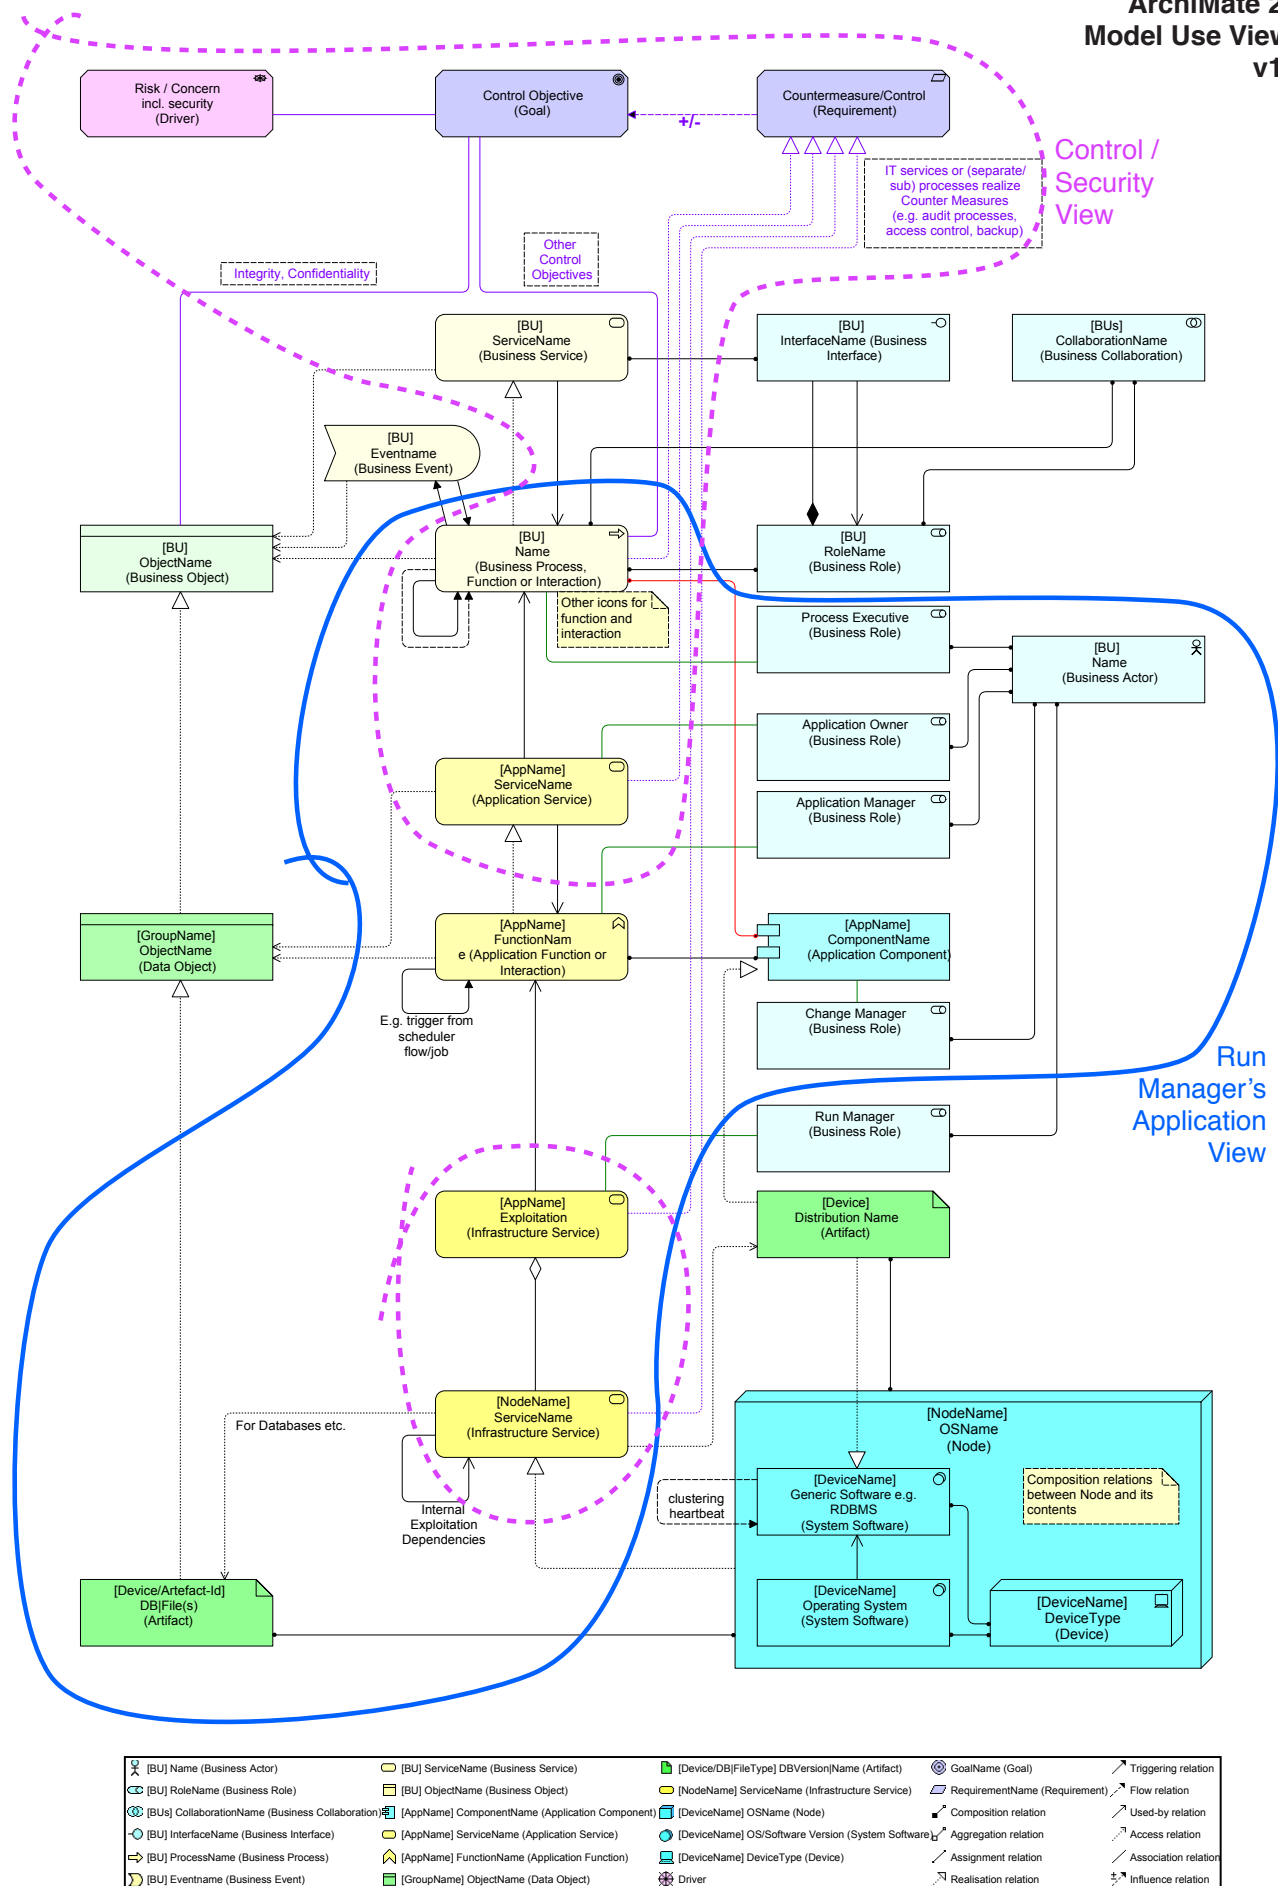 ArchiMate 2
Model Use View
v1
Risk / Concern
incl. security
(Driver)
Control Objective
(Goal)
+/-
Countermeasure/Control
(Requirement)
Control /
Security
View
IT services or (separate/
sub) processes realize
Counter Measures
(e.g. audit processes,
access control, backup)
Integrity, Confidentiality
Other
Control
Objectives
[BU]
ServiceName
(Business Service)
[BU]
InterfaceName (Business
Interface)
[BUs]
CollaborationName
(Business Collaboration)
[BU]
Eventname
(Business Event)
[BU]
ObjectName
(Business Object)
[BU]
Name
(Business Process,
Function or Interaction)
[BU]
RoleName
(Business Role)
Other icons for
function and
interaction
Process Executive
(Business Role)
[BU]
Name
(Business Actor)
Application Owner
(Business Role)
[AppName]
ServiceName
(Application Service)
Application Manager
(Business Role)
[GroupName]
ObjectName
(Data Object)
[AppName]
FunctionNam
e (Application Function or
Interaction)
[AppName]
ComponentName
(Application Component)
E.g. trigger from
scheduler
flow/job
Change Manager
(Business Role)
Run
Manager's
Application
View
Run Manager
(Business Role)
[AppName]
Exploitation
(Infrastructure Service)
[Device]
Distribution Name
(Artifact)
For Databases etc.
[NodeName]
ServiceName
(Infrastructure Service)
[NodeName]
OSName
(Node)
Internal
Exploitation
Dependencies
clustering
heartbeat
[DeviceName]
Generic Software e.g.
RDBMS
(System Software)
Composition relations
between Node and its
contents
[Device/Artefact-Id]
DB|File(s)
(Artifact)
[DeviceName]
Operating System
(System Software)
[DeviceName]
DeviceType
(Device)
[BU] Name (Business Actor)
[BU] RoleName (Business Role)
[BUs] CollaborationName (Business Collaboration)
[BU] InterfaceName (Business Interface)
[BU] ProcessName (Business Process)
[BU] Eventname (Business Event)
[BU] ServiceName (Business Service)
[BU] ObjectName (Business Object)
[AppName] ComponentName (Application Component)
[AppName] ServiceName (Application Service)
[AppName] FunctionName (Application Function)
[GroupName] ObjectName (Data Object)
[Device/DB|FileType] DBVersion|Name (Artifact)
[NodeName] ServiceName (Infrastructure Service)
[DeviceName] OSName (Node)
[DeviceName] OS/Software Version (System Software)
[DeviceName] DeviceType (Device)
Driver
GoalName (Goal)
RequirementName (Requirement)
Composition relation
Aggregation relation
Assignment relation
Realisation relation
Triggering relation
Flow relation
Used-by relation
Access relation
Association relation
+/- Influence relation